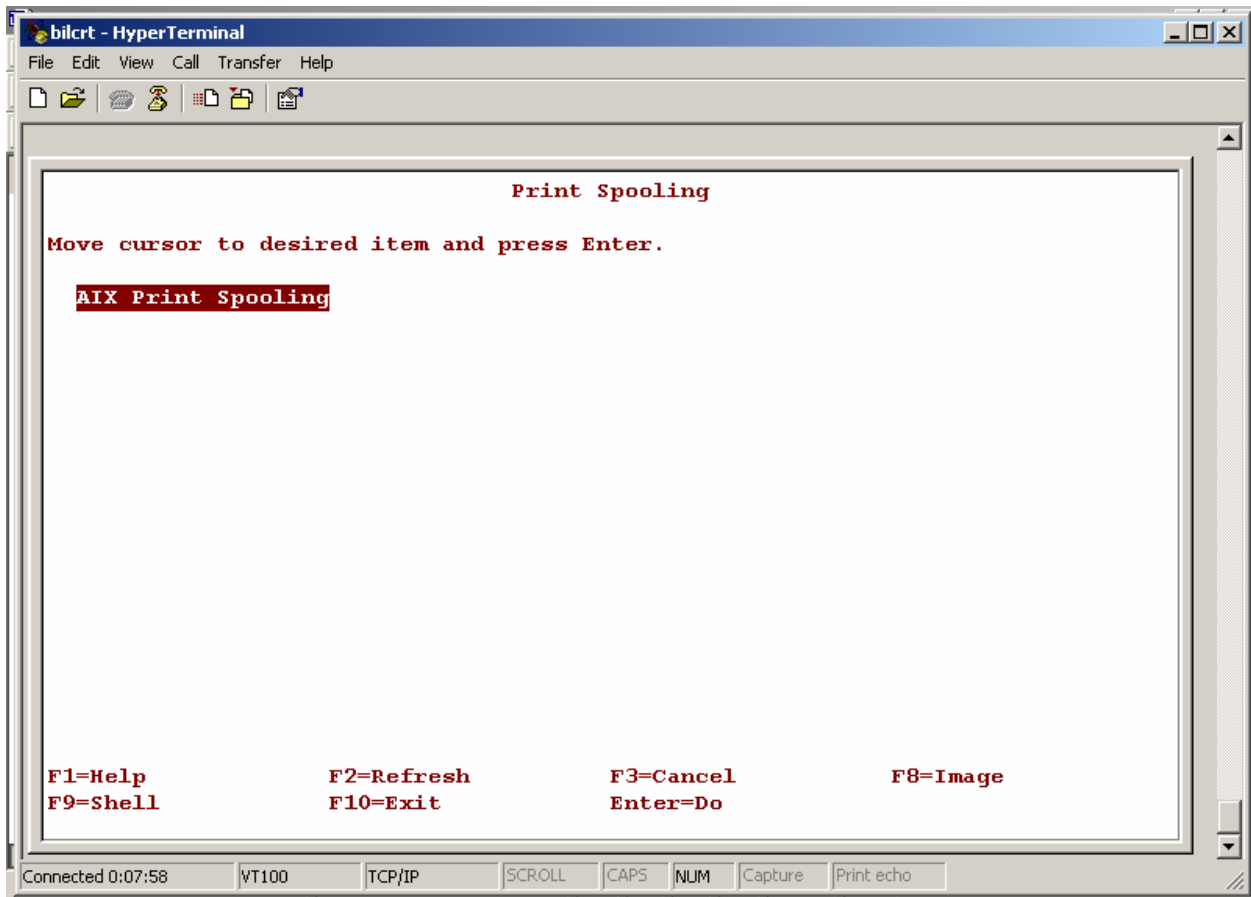 bilcrt - HyperTerminal
File Edit View Call Transfer Help
Print Spooling
Move cursor to desired item and press Enter.
AIX Print Spooling
F1=Help F2=Refresh F3=Cancel F8=Image
F9=Shell F10=Exit Enter=Do
Connected 0:07:58 VT100 TCP/IP SCROLL CAPS NUM Capture Print echo